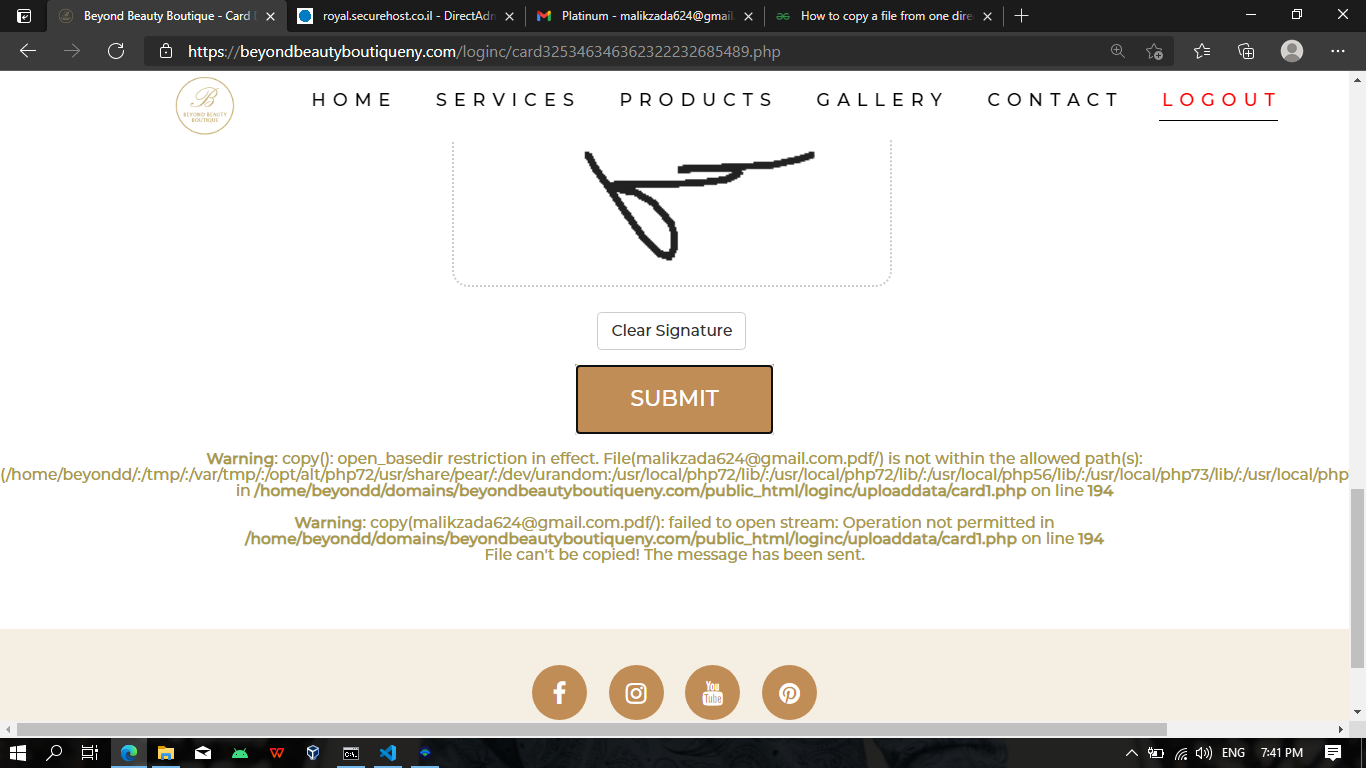 Beyond Beauty Boutique - Card D
royal.securehost.co.il - DirectAdm
Platinum - malikzada624@gmail.
How to copy a file from one dire
https://beyondbeautyboutiqueny.com/loginc/card3253463463623222326854​89.php
BEYOND BEAUTY
BOUTIQUE
HOME SERVICES PRODUCTS GALLERY CONTACT LOGOUT
Clear Signature
SUBMIT
Warning: copy(): open_basedir restriction in effect. File(malikzada624@gmail.com.pdf/) is not within the allowed path(s):
(/home/beyondd/:/tmp/:/var/tmp/:/opt/alt/php72/usr/share/pear/:/dev/urandom:/usr/local/php72/lib/:/usr/local/php72/lib/:/usr/local/php56/lib/:/usr/local/php73/lib/:/usr/local/php
in /home/beyondd/domains/beyondbeautyboutiqueny.com/public_html/loginc/uploaddata/card1.php on line 194
Warning: copy(malikzada624@gmail.com.pdf/): failed to open stream: Operation not permitted in
/home/beyondd/domains/beyondbeautyboutiqueny.com/public_html/loginc/uploaddata/card1.php on line 194
File can't be copied! The message has been sent.
You
Tube
ENG
7:41 PM